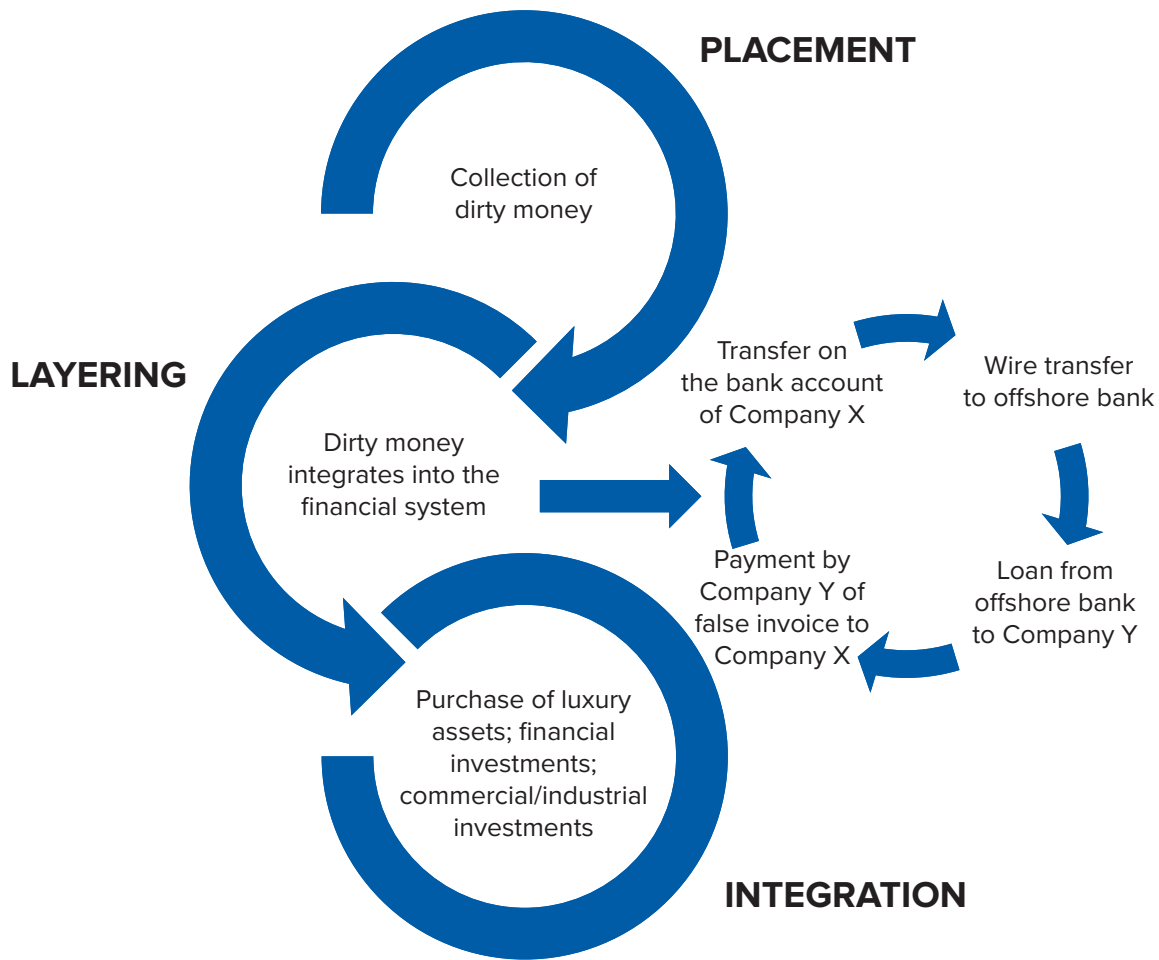 PLACEMENT
Collection of
dirty money
LAYERING
Dirty money
integrates into the
financial system
Transfer on
the bank account
of Company X
Wire transfer
to offshore bank
Loan from
offshore bank
to Company Y
Payment by
Company Y of
false invoice to
Company X
Purchase of luxury
assets; financial
investments;
commercial/industrial
investments
INTEGRATION